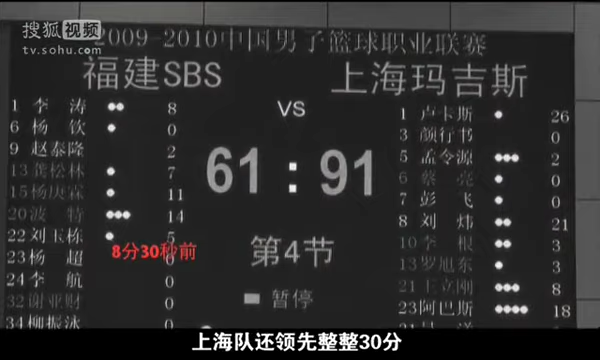 搜狐视频
tv.sohu.com
2009-2010中国男子篮球职业联赛
福建SBS
VS
上海玛吉斯
61 : 91
第4节
暂停
1 李 涛 8
6 杨 钦 0
9 赵泰隆 2
13 龚松林 7
15 杨庚霖 11
20 波 特 14
22 刘玉栋 5
23 杨 超 0
24 李 航 0
32 谢亚财 0
34 柳振泳
1 卢卡斯 26
3 颜行书 0
5 孟令源 2
6 蔡 亮 0
7 彭 飞 0
8 刘 炜 21
10 李 根 3
13 罗旭东 3
21 王立刚 8
23 阿巴斯 18
8分30秒前
上海队还领先整整30分